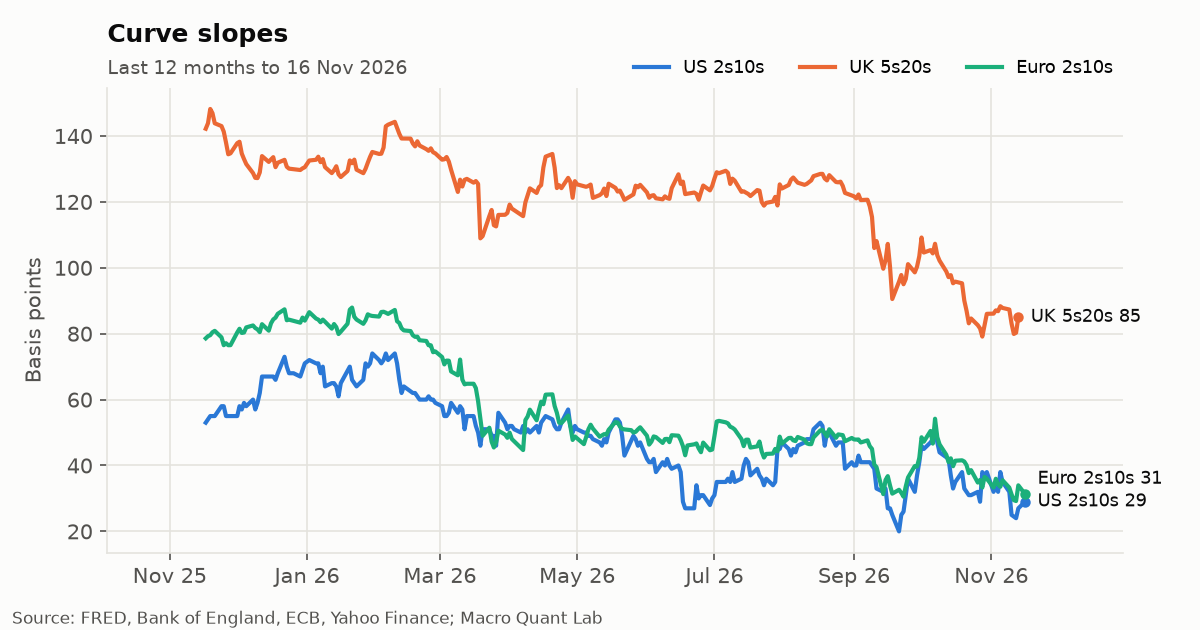 Curve slopes
Last 12 months to 16 Nov 2026
US 2s10s
UK 5s20s
Euro 2s10s
Basis points
140
120
100
80
60
40
20
UK 5s20s 85
Euro 2s10s 31
US 2s10s 29
Nov 25
Jan 26
Mar 26
May 26
Jul 26
Sep 26
Nov 26
Source: FRED, Bank of England, ECB, Yahoo Finance; Macro Quant Lab